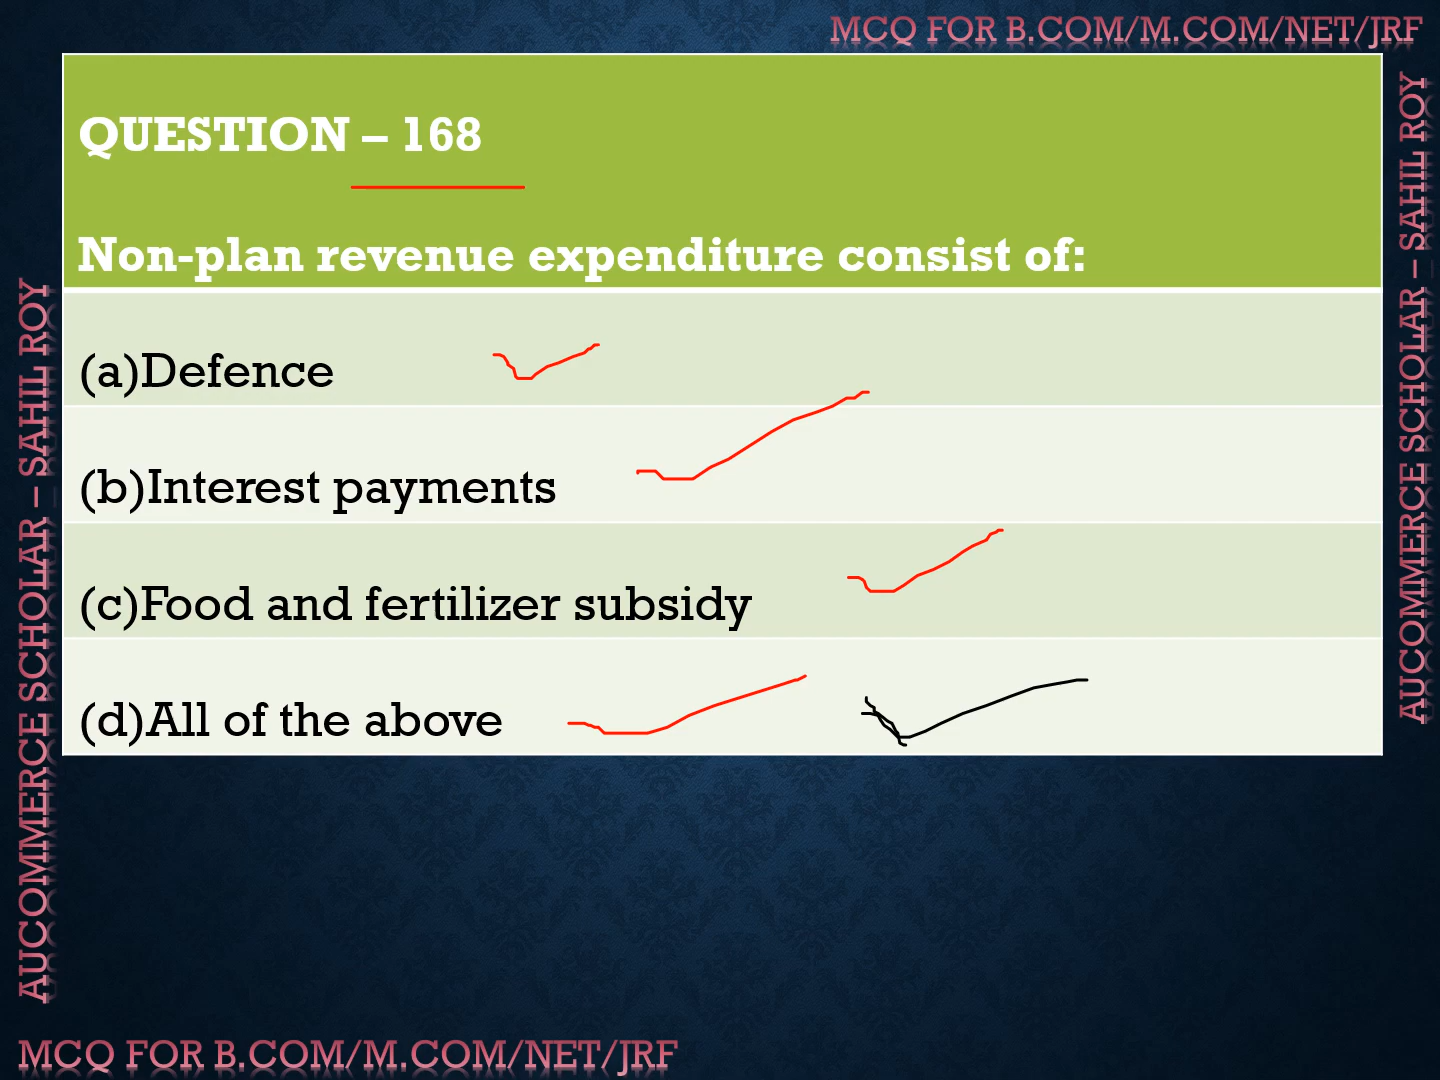 MCQ FOR B.COM/M.COM/NET/JRF
QUESTION – 168
Non-plan revenue expenditure consist of:
(a)Defence
(b)Interest payments
(c)Food and fertilizer subsidy
(d)All of the above
AUCOMMERCE SCHOLAR – SAHIL ROY
AUCOMMERCE SCHOLAR – SAHIL ROY
MCQ FOR B.COM/M.COM/NET/JRF